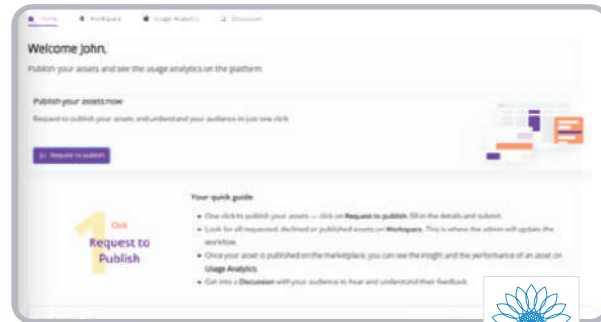 Home Workspace Usage Analytics Discussion
Welcome John,
Publish your assets and see the usage analytics on the platform
Publish your assets now
Request to publish your assets and understand your audience in just one click
Request to publish
1
Click
Request to
Publish
Your quick guide
• One click to publish your assets — click on Request to publish, fill in the details and submit.
• Look for all requested, declined or published assets on Workspace. This is where the admin will update the
workflow.
• Once your asset is published on the marketplace, you can see the insight and the performance of an asset on
Usage Analytics
• Get into a Discussion with your audience to hear and understand their feedback.